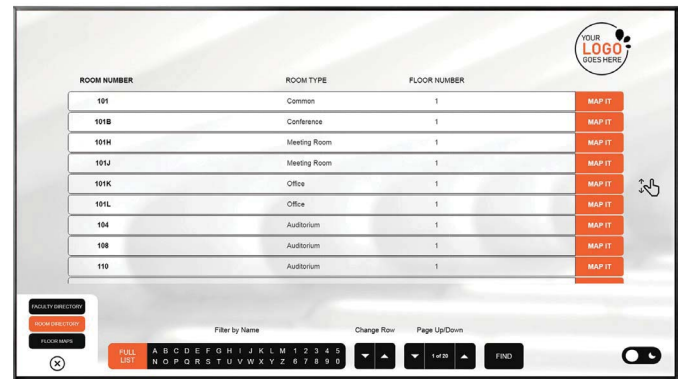 YOUR
LOGO
GOES HERE
ROOM NUMBER ROOM TYPE FLOOR NUMBER
101 Common 1 MAP IT
101B Conference 1 MAP IT
101H Meeting Room 1 MAP IT
101J Meeting Room 1 MAP IT
101K Office 1 MAP IT
101L Office 1 MAP IT
104 Auditorium 1 MAP IT
108 Auditorium 1 MAP IT
110 Auditorium 1 MAP IT
FACULTY DIRECTORY
ROOM DIRECTORY
FLOOR MAPS
Filter by Name Change Row Page Up/Down
FULL LIST
A B C D E F G H I J K L M 1 2 3 4 5
N O P Q R S T U V W X Y Z 6 7 8 9 0
1 of 20
FIND